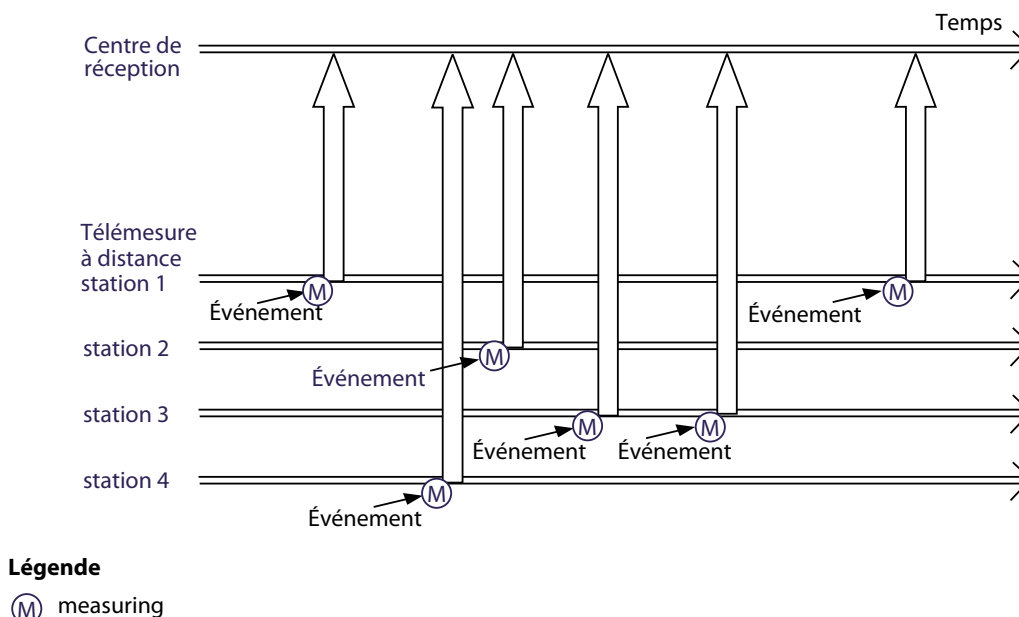 Temps
Centre de
réception
Télémesure
à distance
station 1
M
M
Événement
Événement
station 2
M
Événement
station 3
M
M
Événement
Événement
station 4
M
Événement
Légende
M measuring